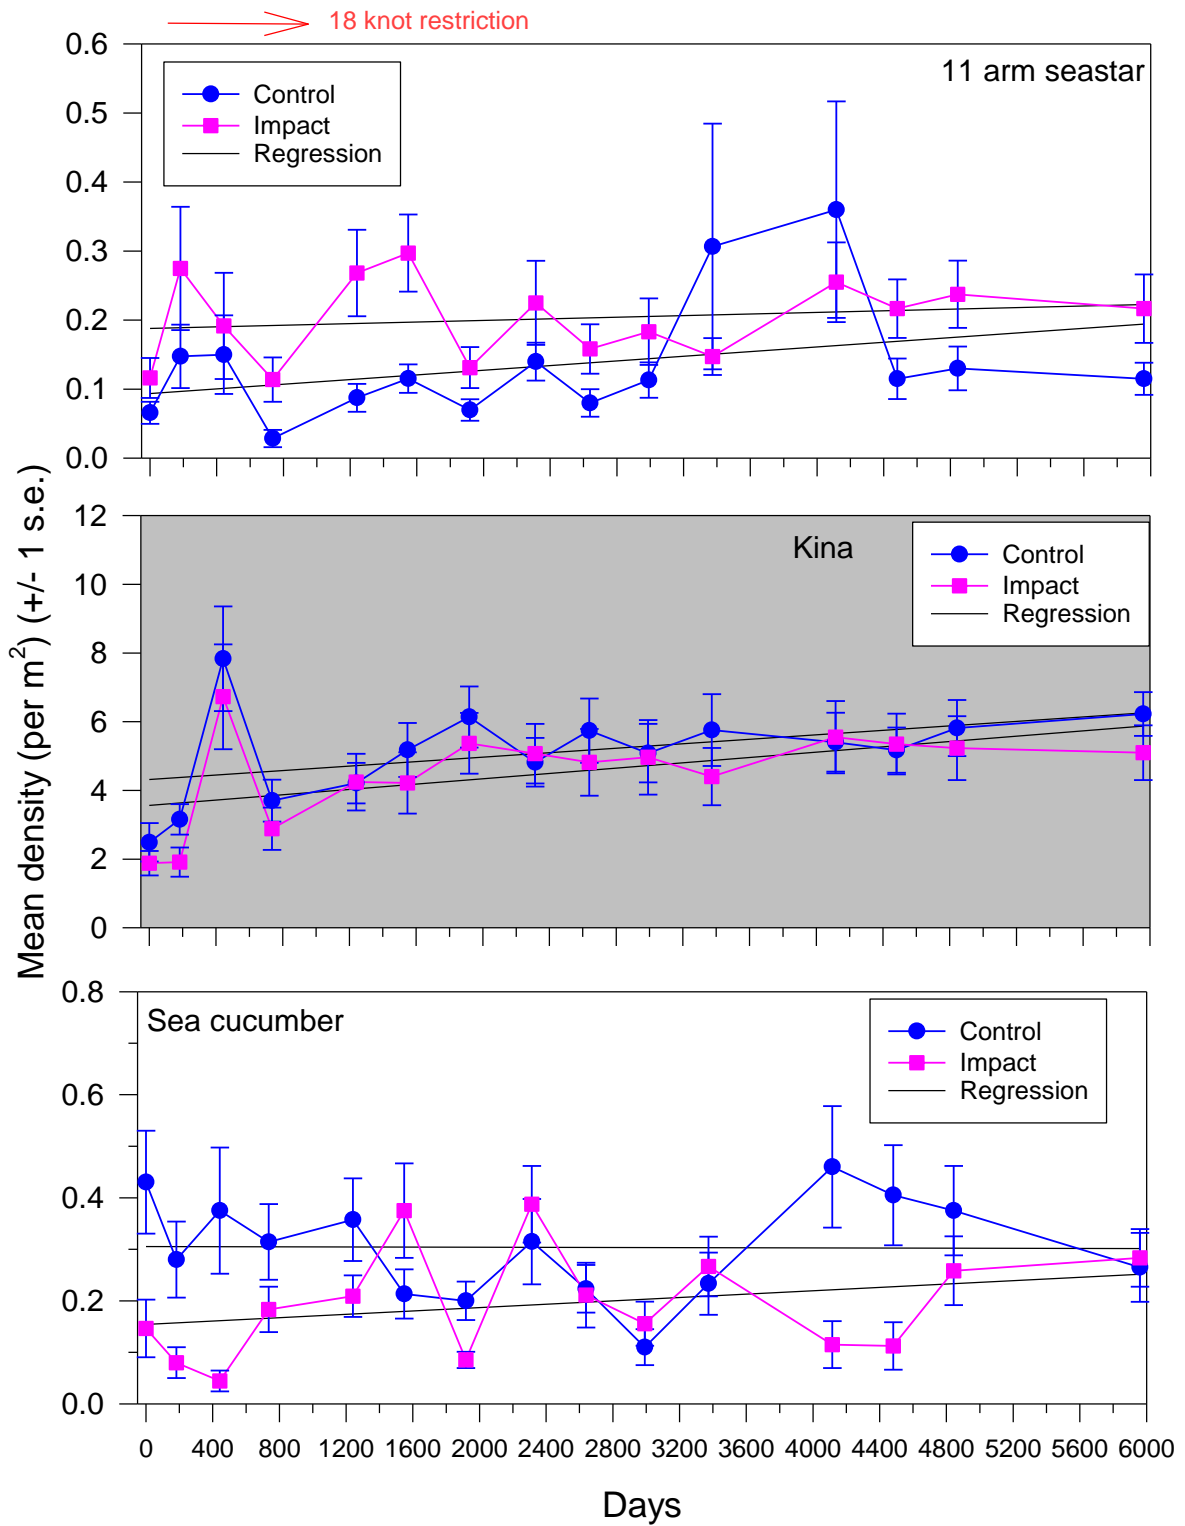 18 knot restriction
0.6
0.5
0.4
0.3
0.2
0.1
0.0
11 arm seastar
Control
Impact
Regression
Mean density (per m2) (+/- 1 s.e.)
12
10
8
6
4
2
0
Kina
Control
Impact
Regression
0.8
0.6
0.4
0.2
0.0
Sea cucumber
Control
Impact
Regression
0 400 800 1200 1600 2000 2400 2800 3200 3600 4000 4400 4800 5200 5600 6000
Days